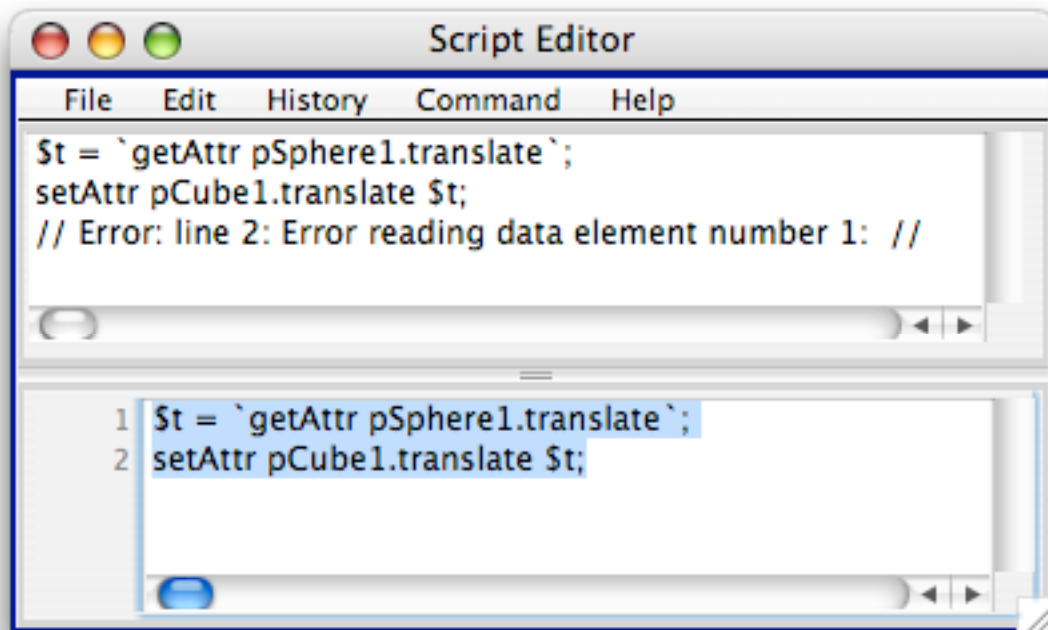 Script Editor
File Edit History Command Help
$t = `getAttr pSphere1.translate`;
setAttr pCube1.translate $t;
// Error: line 2: Error reading data element number 1:  //
1 $t = `getAttr pSphere1.translate`;
2 setAttr pCube1.translate $t;